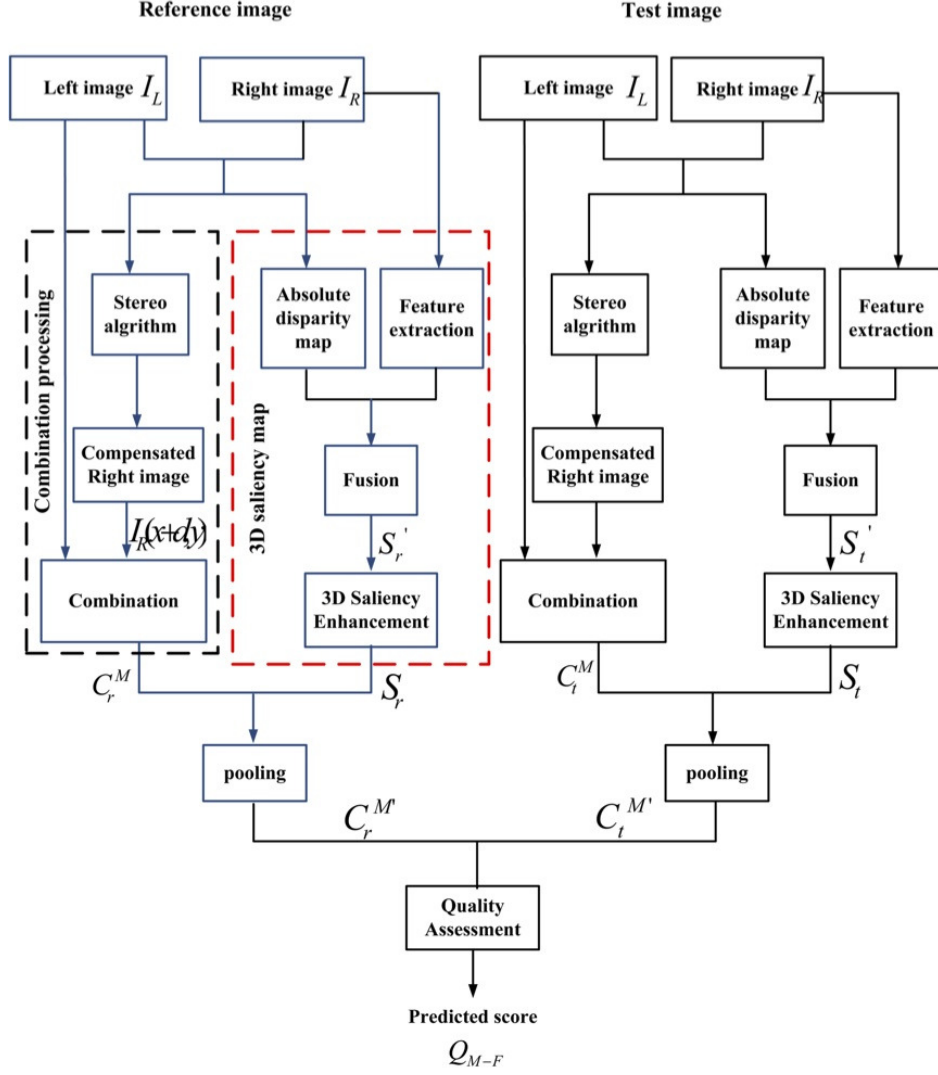 Reference image
Test image
Left image I_L
Right image I_R
Left image I_L
Right image I_R
Combination processing
Stereo
algrithm
Compensated
Right image
I_R(x+d,y)
Combination
C_r^M
3D saliency map
Absolute
disparity
map
Feature
extraction
Fusion
S_r'
3D Saliency
Enhancement
S_r
Stereo
algrithm
Compensated
Right image
Combination
C_t^M
Absolute
disparity
map
Feature
extraction
Fusion
S_t'
3D Saliency
Enhancement
S_t
pooling
pooling
C_r^M'
C_t^M'
Quality
Assessment
Predicted score
Q_M-F